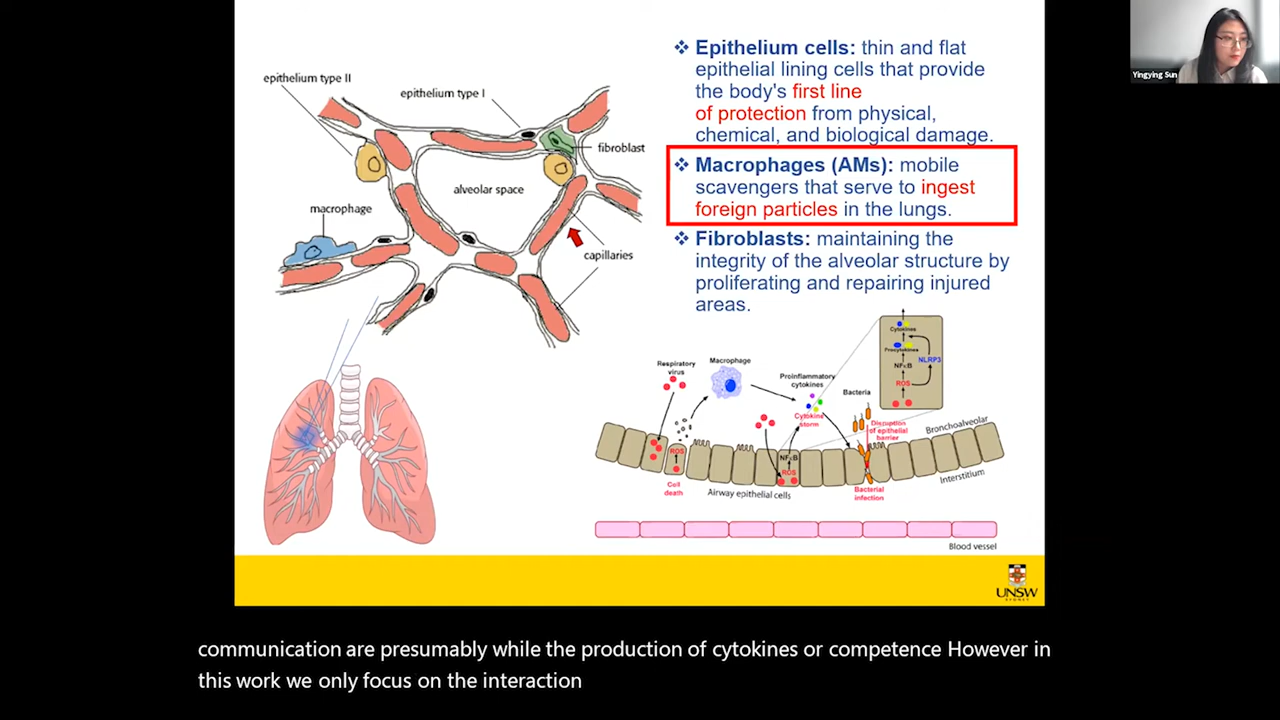 epithelium type II
epithelium type I
fibroblast
alveolar space
macrophage
capillaries
❖ Epithelium cells: thin and flat
epithelial lining cells that provide
the body's first line
of protection from physical,
chemical, and biological damage.
❖ Macrophages (AMs): mobile
scavengers that serve to ingest
foreign particles in the lungs.
❖ Fibroblasts: maintaining the
integrity of the alveolar structure by
proliferating and repairing injured
areas.
Yingying Sun
Respiratory
virus
Macrophage
Proinflammatory
cytokines
Cytokine
storm
Bacteria
Disruption
of epithelial
barrier
Cytokines
Procytokines
NLRP3
NFκB
ROS
Bronchoalveolar
Interstitium
ROS
NFκB
ROS
Cell
death
Airway epithelial cells
Bacterial
infection
Blood vessel
UNSW
SYDNEY
communication are presumably while the production of cytokines or competence However in
this work we only focus on the interaction